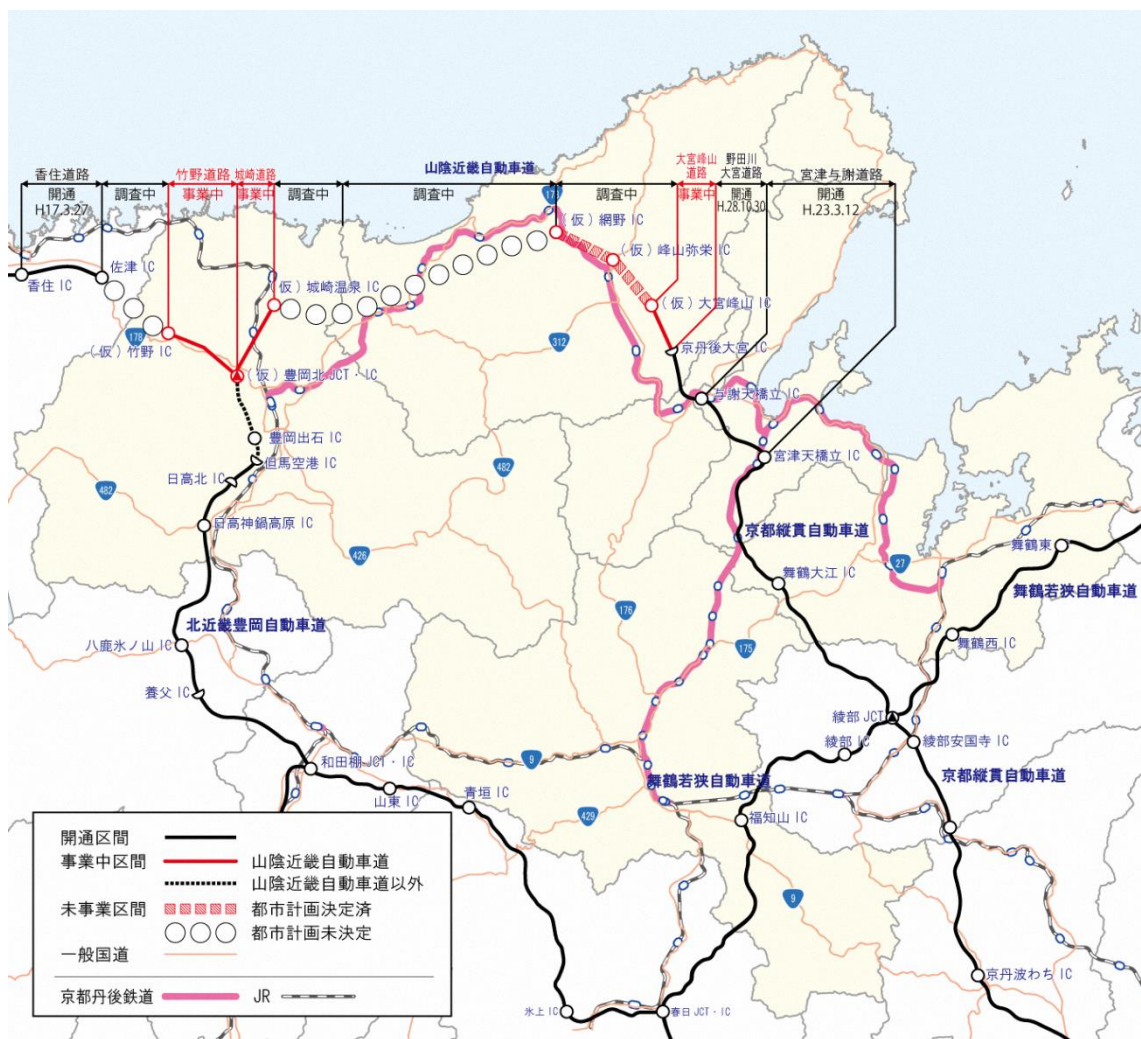 山陰近畿自動車道
香住道路
開通
H17.3.27
調査中
竹野道路
事業中
城崎道路
事業中
調査中
調査中
調査中
大宮峰山
道路
事業中
野田川
大宮道路
開通
H.28.10.30
宮津与謝道路
開通
H.23.3.12
香住 IC
佐津 IC
178
(仮)竹野 IC
仮)城崎温泉 IC
(仮)豊岡北 JCT・IC
豊岡出石 IC
但馬空港 IC
日高北 IC
482
日高神鍋高原 IC
426
482
312
17
(仮)網野 IC
(仮)峰山弥栄 IC
(仮)大宮峰山 IC
京丹後大宮 IC
与謝天橋立 IC
宮津天橋立 IC
京都縦貫自動車道
舞鶴大江 IC
27
舞鶴東 IC
舞鶴若狭自動車道
舞鶴西 IC
176
175
北近畿豊岡自動車道
八鹿氷ノ山 IC
養父 IC
和田棚JCT・IC
山東 IC
青垣 IC
9
429
舞鶴若狭自動車道
綾部 JCT
綾部 IC
綾部安国寺 IC
京都縦貫自動車道
福知山 IC
9
京丹波わち IC
氷上 IC
春日 JCT・IC
開通区間
事業中区間
山陰近畿自動車道
山陰近畿自動車道以外
未事業区間
都市計画決定済
都市計画未決定
一般国道
京都丹後鉄道
JR